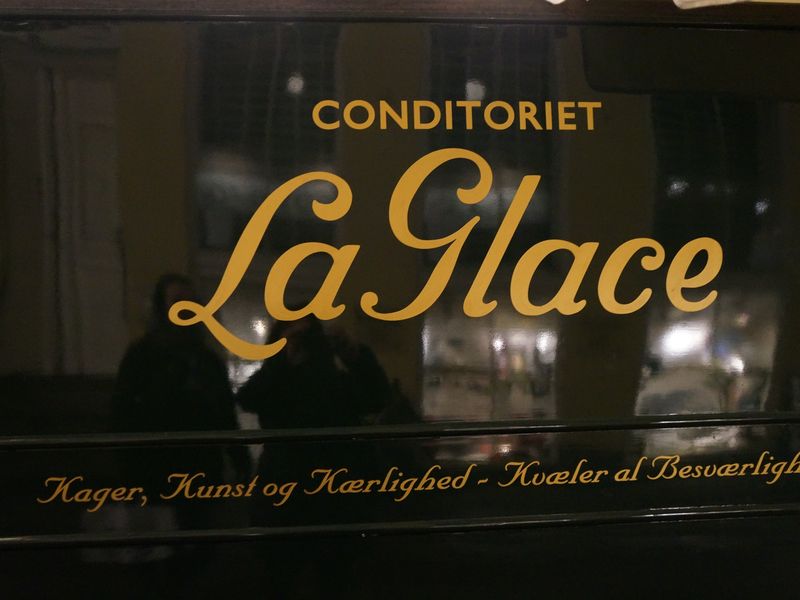 CONDITORIET
La Glace
Kager, Kunst og Kærlighed - Kvæler al Besværligh